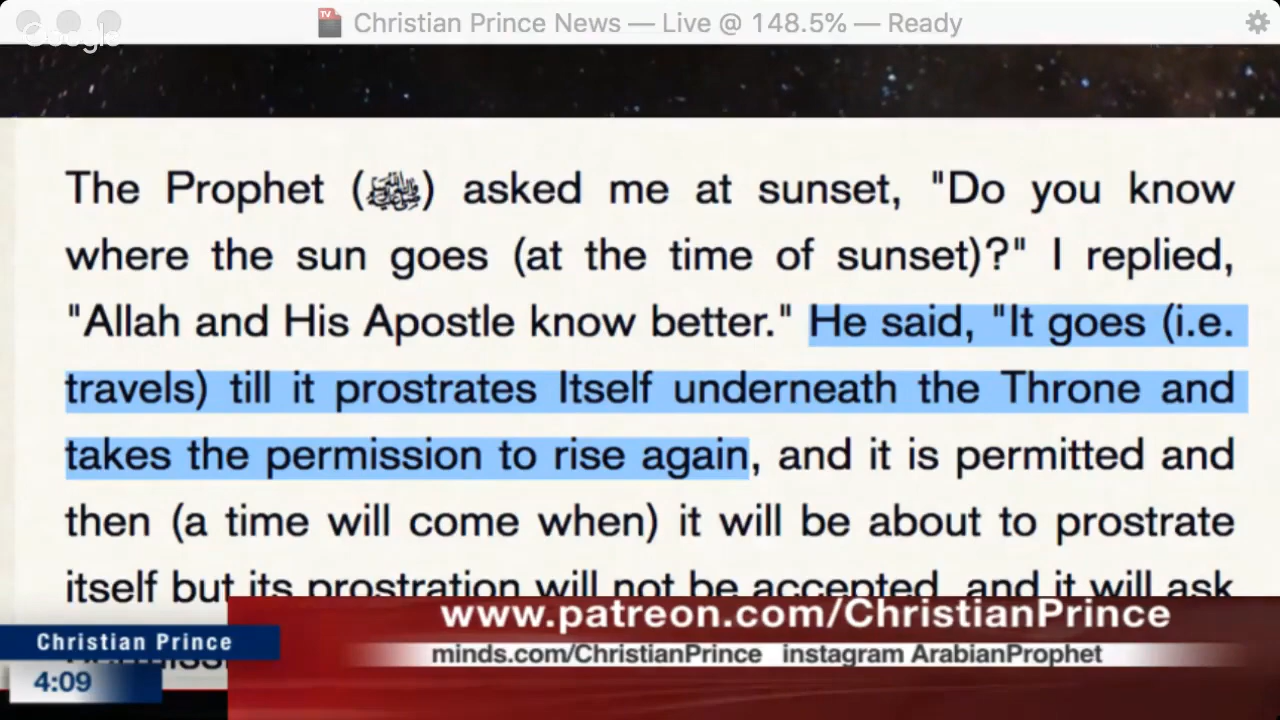 Christian Prince News — Live @ 148.5% — Ready
Google
The Prophet (ﷺ) asked me at sunset, "Do you know
where the sun goes (at the time of sunset)?" I replied,
"Allah and His Apostle know better." He said, "It goes (i.e.
travels) till it prostrates Itself underneath the Throne and
takes the permission to rise again, and it is permitted and
then (a time will come when) it will be about to prostrate
itself but its prostration will not be accepted, and it will ask
www.patreon.com/ChristianPrince
Christian Prince
minds.com/ChristianPrince instagram ArabianProphet
4:09